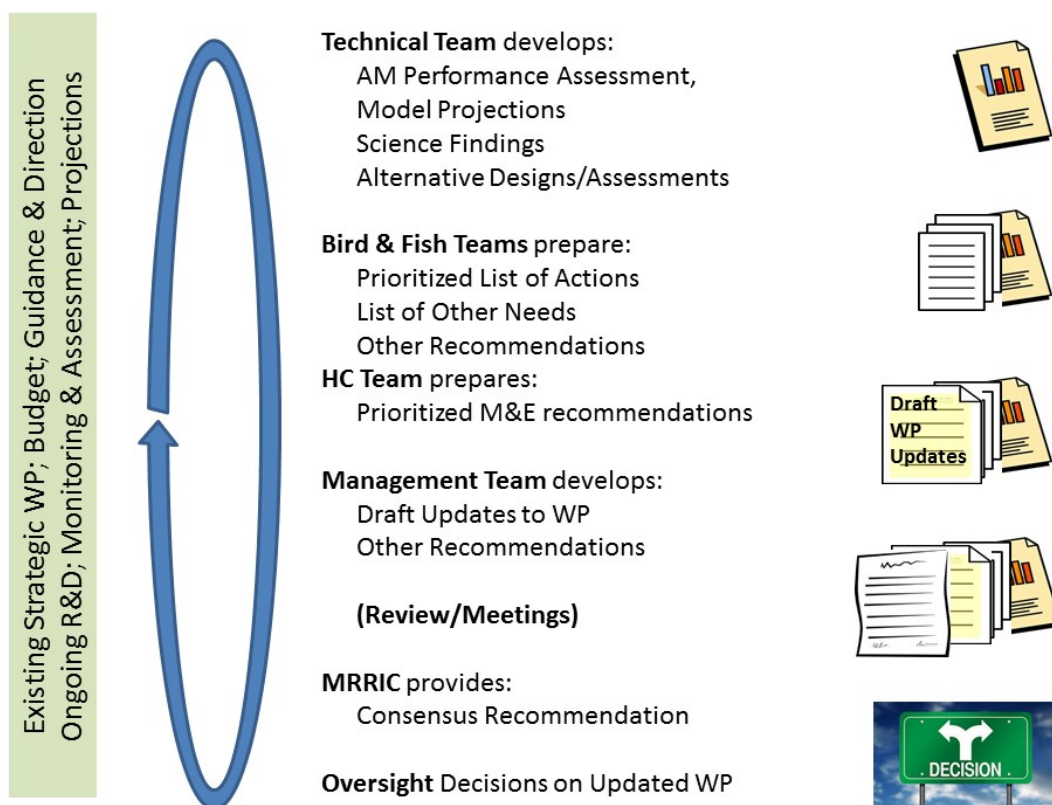 Existing Strategic WP; Budget; Guidance & Direction
Ongoing R&D; Monitoring & Assessment; Projections
Technical Team develops:
AM Performance Assessment,
Model Projections
Science Findings
Alternative Designs/Assessments
Bird & Fish Teams prepare:
Prioritized List of Actions
List of Other Needs
Other Recommendations
HC Team prepares:
Prioritized M&E recommendations
Draft
WP
Updates
Management Team develops:
Draft Updates to WP
Other Recommendations
(Review/Meetings)
MRRIC provides:
Consensus Recommendation
Oversight Decisions on Updated WP
DECISION